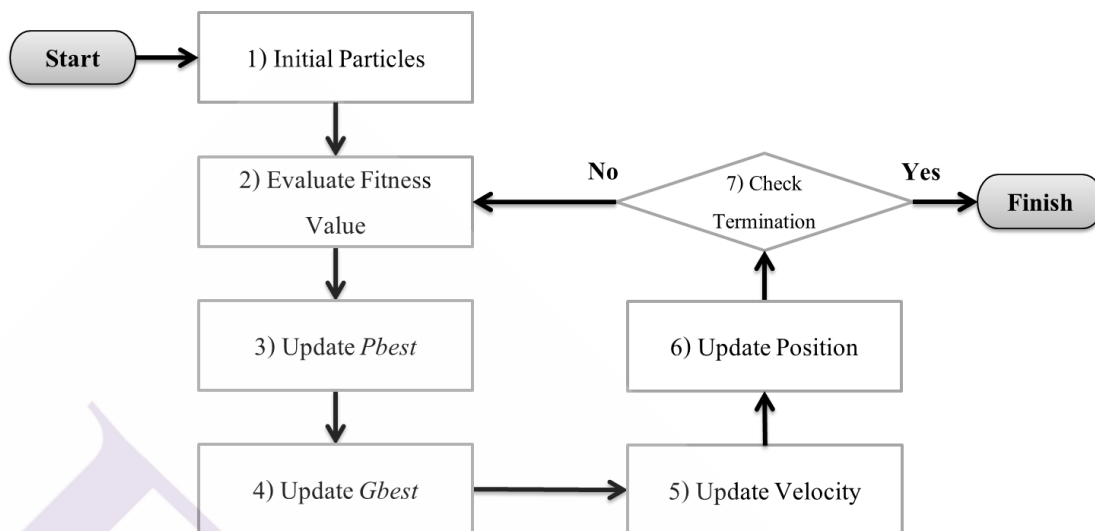 Start
1) Initial Particles
2) Evaluate Fitness
Value
3) Update Pbest
4) Update Gbest
5) Update Velocity
6) Update Position
7) Check
Termination
No
Yes
Finish